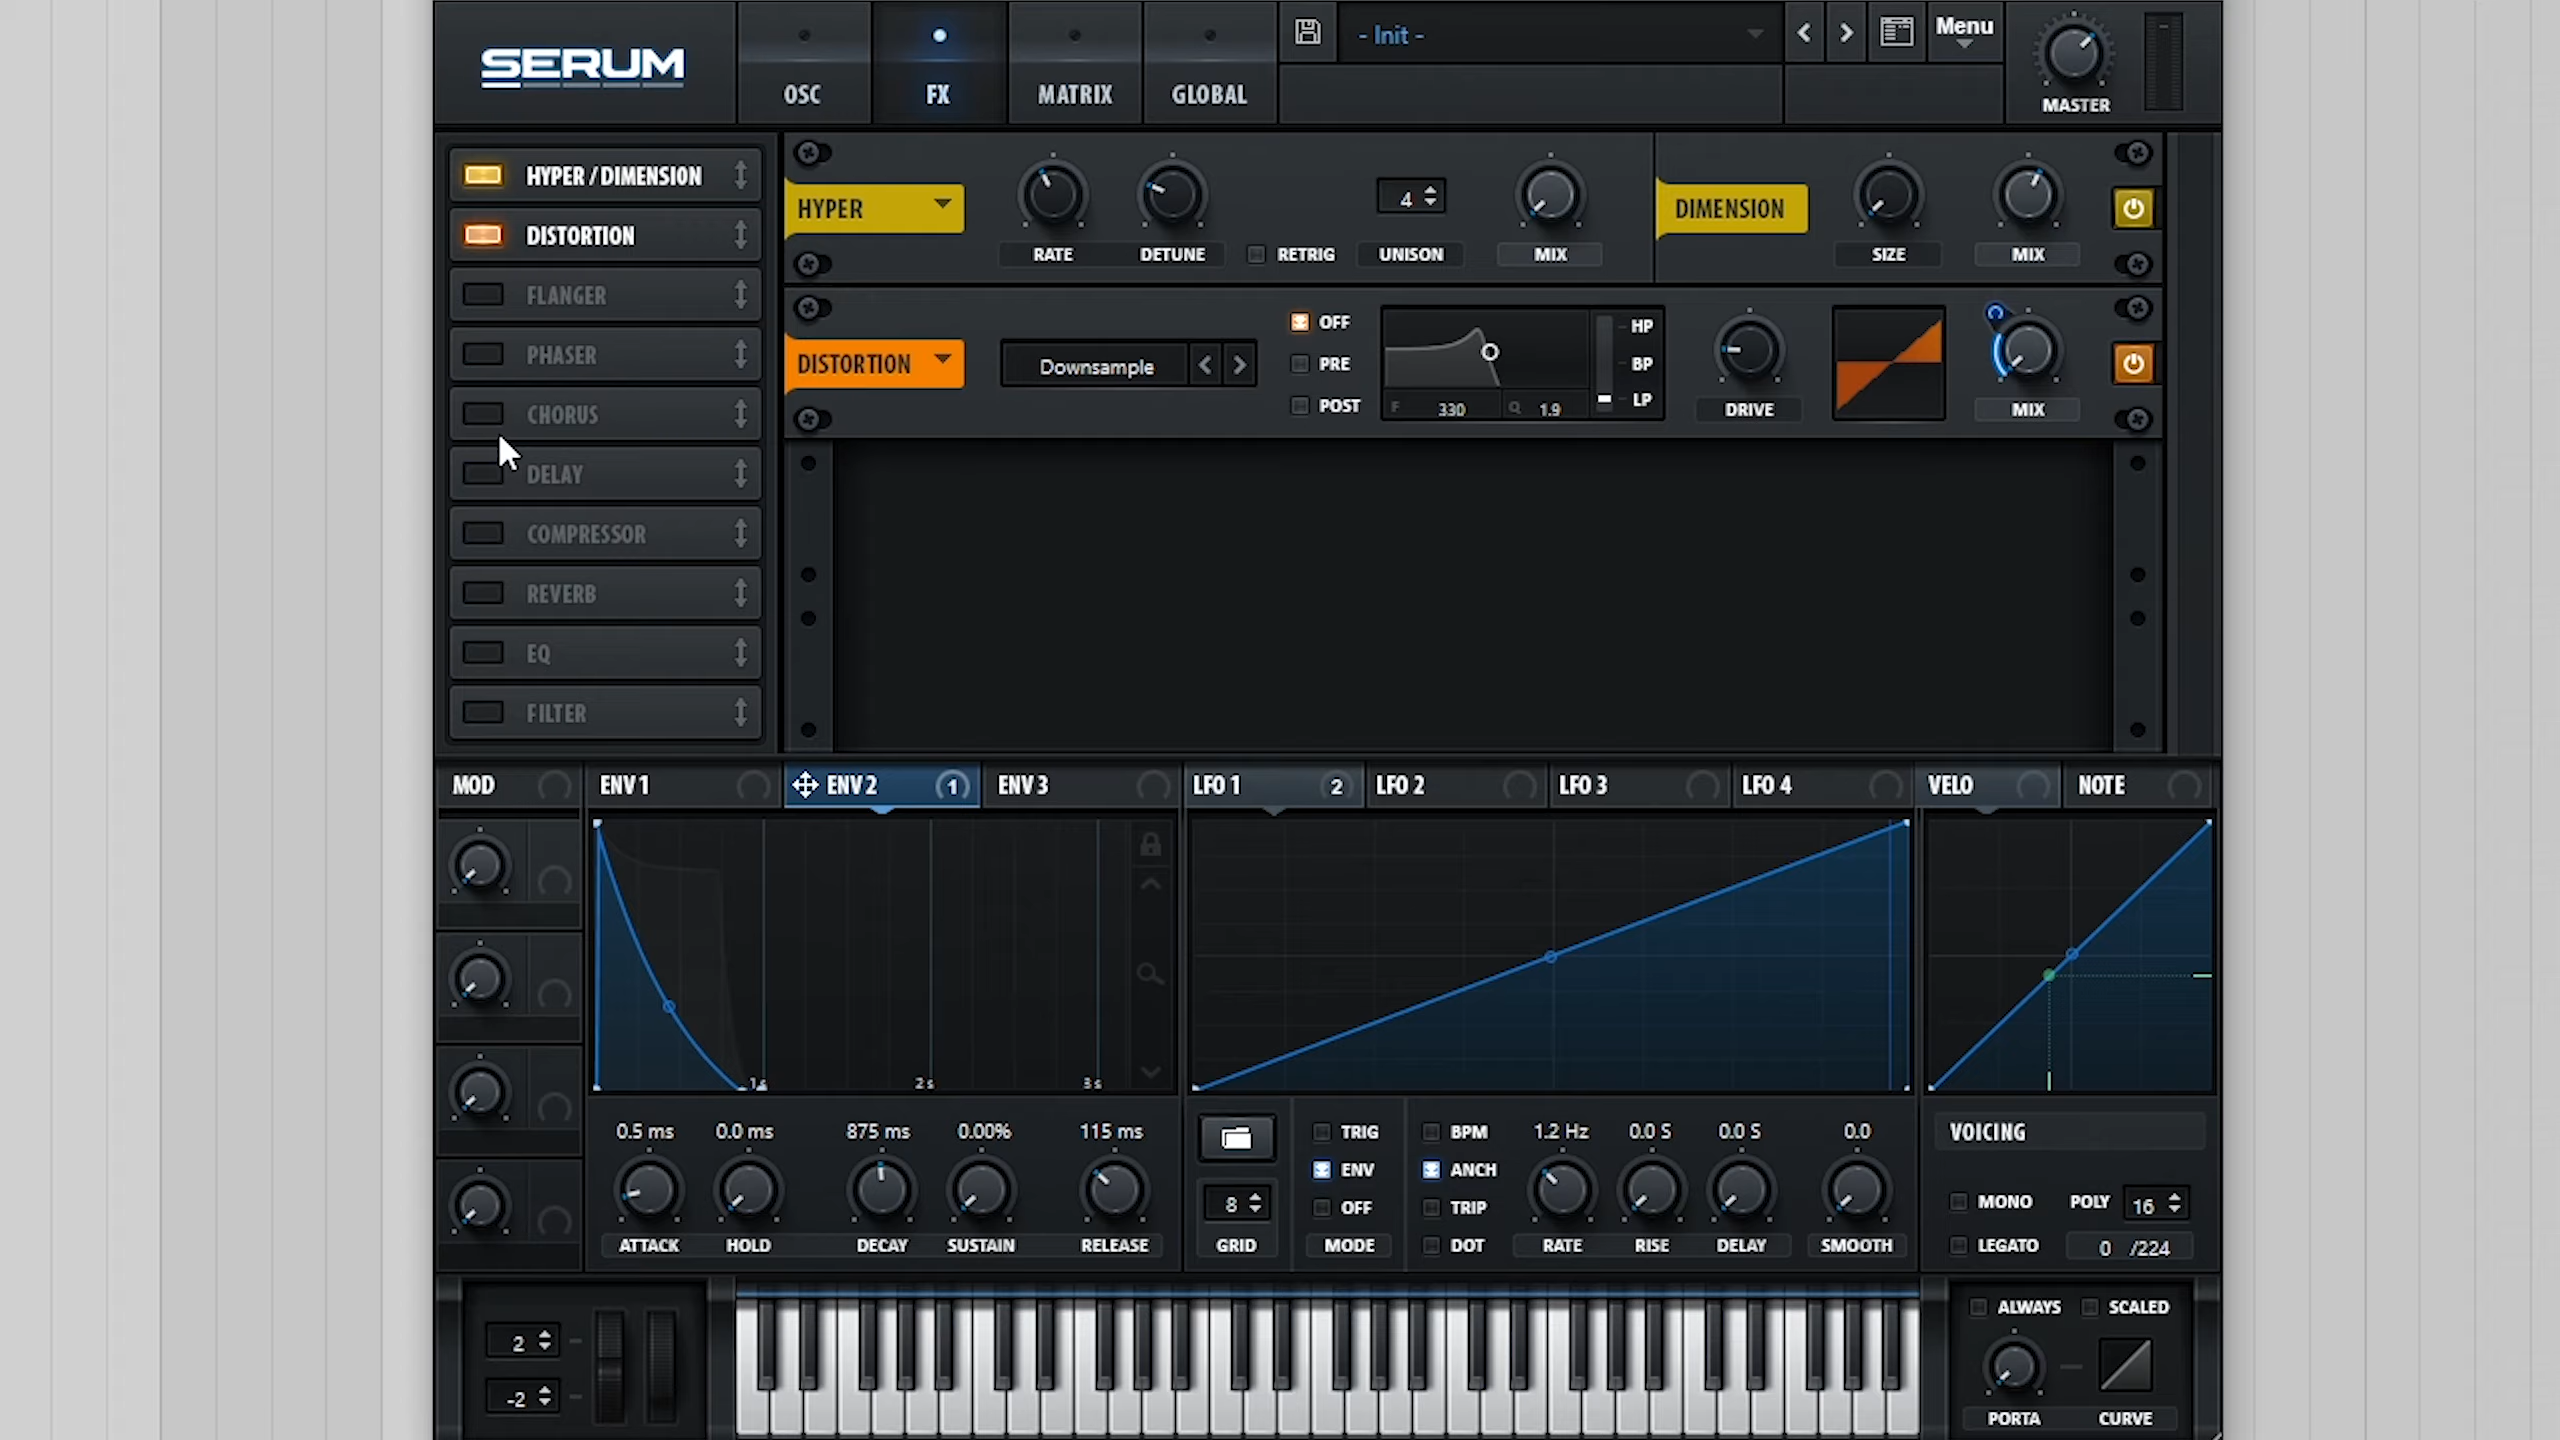 SERUM
OSC
FX
MATRIX
GLOBAL
- Init -
Menu
MASTER
HYPER / DIMENSION
DISTORTION
FLANGER
PHASER
CHORUS
DELAY
COMPRESSOR
REVERB
EQ
FILTER
HYPER
RATE
DETUNE
RETRIG
4
UNISON
MIX
DIMENSION
SIZE
MIX
DISTORTION
Downsample
OFF
PRE
POST
F 330 Q 1.9
HP
BP
LP
DRIVE
MIX
MOD
ENV 1
ENV 2 1
ENV 3
LFO 1 2
LFO 2
LFO 3
LFO 4
VELO
NOTE
1s 2s 3s
0.5 ms 0.0 ms 875 ms 0.00% 115 ms
ATTACK HOLD DECAY SUSTAIN RELEASE
8
GRID
TRIG
ENV
OFF
MODE
BPM
ANCH
TRIP
DOT
1.2 Hz 0.0 S 0.0 S 0.0
RATE RISE DELAY SMOOTH
VOICING
MONO POLY 16
LEGATO 0 /224
2
-2
ALWAYS SCALED
PORTA CURVE